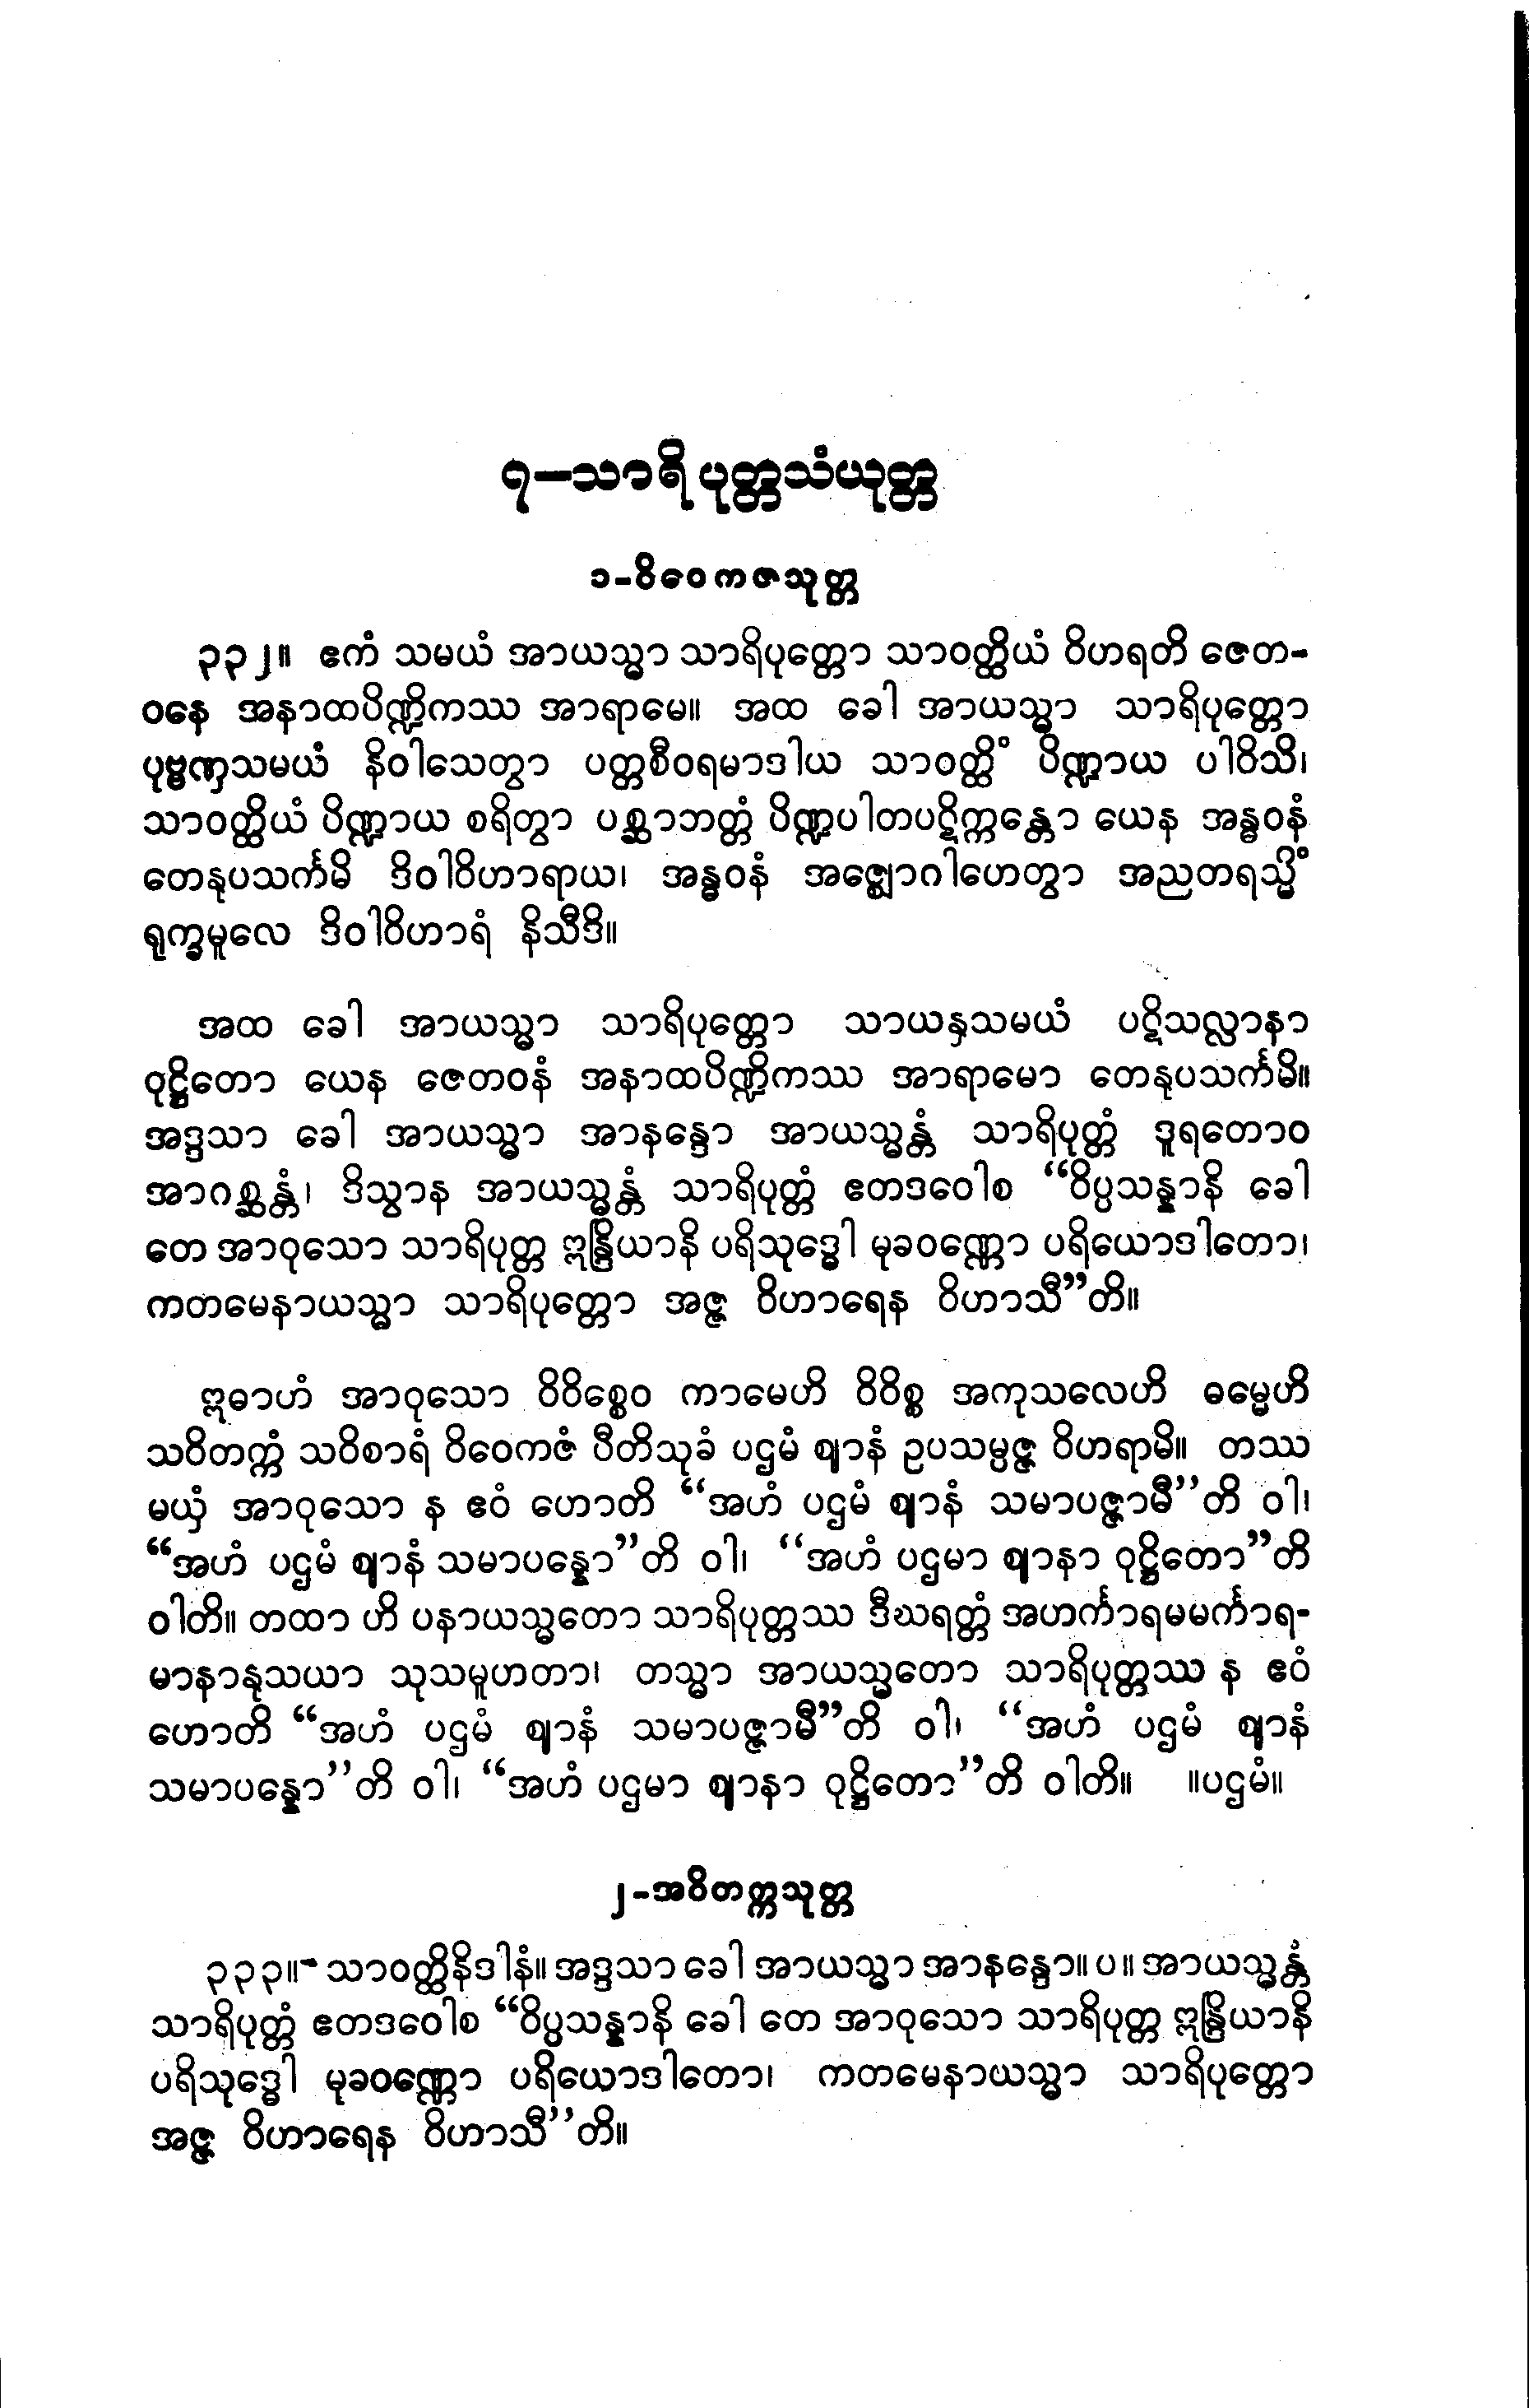 ၇—သာရိပုတ္တသံယုတ္တ
၁-ဝိဝေကဇသုတ္တ
၃၃၂။ ဧကံ သမယံ အာယသ္မာ သာရိပုတ္တော သာဝတ္ထိယံ ဝိဟရတိ ဇေတ-
ဝနေ အနာထပိဏ္ဍိကဿ အာရာမေ။ အထ ခေါ အာယသ္မာ သာရိပုတ္တော
ပုဗ္ဗဏှသမယံ နိဝါသေတွာ ပတ္တစီဝရမာဒါယ သာဝတ္ထိံ ပိဏ္ဍာယ ပါဝိသိ၊
သာဝတ္ထိယံ ပိဏ္ဍာယ စရိတွာ ပစ္ဆာဘတ္တံ ပိဏ္ဍပါတပဋိက္ကန္တော ယေန အန္ဓဝနံ
တေနုပသင်္ကမိ ဒိဝါဝိဟာရာယ၊ အန္ဓဝနံ အဇ္ဈောဂါဟေတွာ အညတရသ္မိံ
ရုက္ခမူလေ ဒိဝါဝိဟာရံ နိသီဒိ။
အထ ခေါ အာယသ္မာ သာရိပုတ္တော သာယနှသမယံ ပဋိသလ္လာနာ
ဝုဋ္ဌိတော ယေန ဇေတဝနံ အနာထပိဏ္ဍိကဿ အာရာမော တေနုပသင်္ကမိ။
အဒ္ဒသာ ခေါ အာယသ္မာ အာနန္ဒော အာယသ္မန္တံ သာရိပုတ္တံ ဒူရတောဝ
အာဂစ္ဆန္တံ၊ ဒိသွာန အာယသ္မန္တံ သာရိပုတ္တံ ဧတဒဝေါစ “ဝိပ္ပသန္နာနိ ခေါ
တေ အာဝုသော သာရိပုတ္တ ဣန္ဒြိယာနိ ပရိသုဒ္ဓေါ မုခဝဏ္ဏော ပရိယောဒါတော၊
ကတမေနာယသ္မာ သာရိပုတ္တော အဇ္ဇ ဝိဟာရေန ဝိဟာသီ”တိ။
ဣဓာဟံ အာဝုသော ဝိဝိစ္စေဝ ကာမေဟိ ဝိဝိစ္စ အကုသလေဟိ ဓမ္မေဟိ
သဝိတက္ကံ သဝိစာရံ ဝိဝေကဇံ ပီတိသုခံ ပဌမံ ဈာနံ ဥပသမ္ပဇ္ဇ ဝိဟရာမိ။ တဿ
မယှံ အာဝုသော န ဧဝံ ဟောတိ “အဟံ ပဌမံ ဈာနံ သမာပဇ္ဇာမီ”တိ ဝါ၊
“အဟံ ပဌမံ ဈာနံ သမာပန္နော”တိ ဝါ၊ “အဟံ ပဌမာ ဈာနာ ဝုဋ္ဌိတော”တိ
ဝါတိ။ တထာ ဟိ ပနာယသ္မတော သာရိပုတ္တဿ ဒီဃရတ္တံ အဟင်္ကာရမမင်္ကာရ-
မာနာနုသယာ သုသမူဟတာ၊ တသ္မာ အာယသ္မတော သာရိပုတ္တဿ န ဧဝံ
ဟောတိ “အဟံ ပဌမံ ဈာနံ သမာပဇ္ဇာမီ”တိ ဝါ၊ “အဟံ ပဌမံ ဈာနံ
သမာပန္နော”တိ ဝါ၊ “အဟံ ပဌမာ ဈာနာ ဝုဋ္ဌိတော”တိ ဝါတိ။ ။ပဌမံ။
၂-အဝိတက္ကသုတ္တ
၃၃၃။- သာဝတ္ထိနိဒါနံ။ အဒ္ဒသာ ခေါ အာယသ္မာ အာနန္ဒော။ ပ။ အာယသ္မန္တံ
သာရိပုတ္တံ ဧတဒဝေါစ “ဝိပ္ပသန္နာနိ ခေါ တေ အာဝုသော သာရိပုတ္တ ဣန္ဒြိယာနိ
ပရိသုဒ္ဓေါ မုခဝဏ္ဏော ပရိယောဒါတော၊ ကတမေနာယသ္မာ သာရိပုတ္တော
အဇ္ဇ ဝိဟာရေန ဝိဟာသီ”တိ။